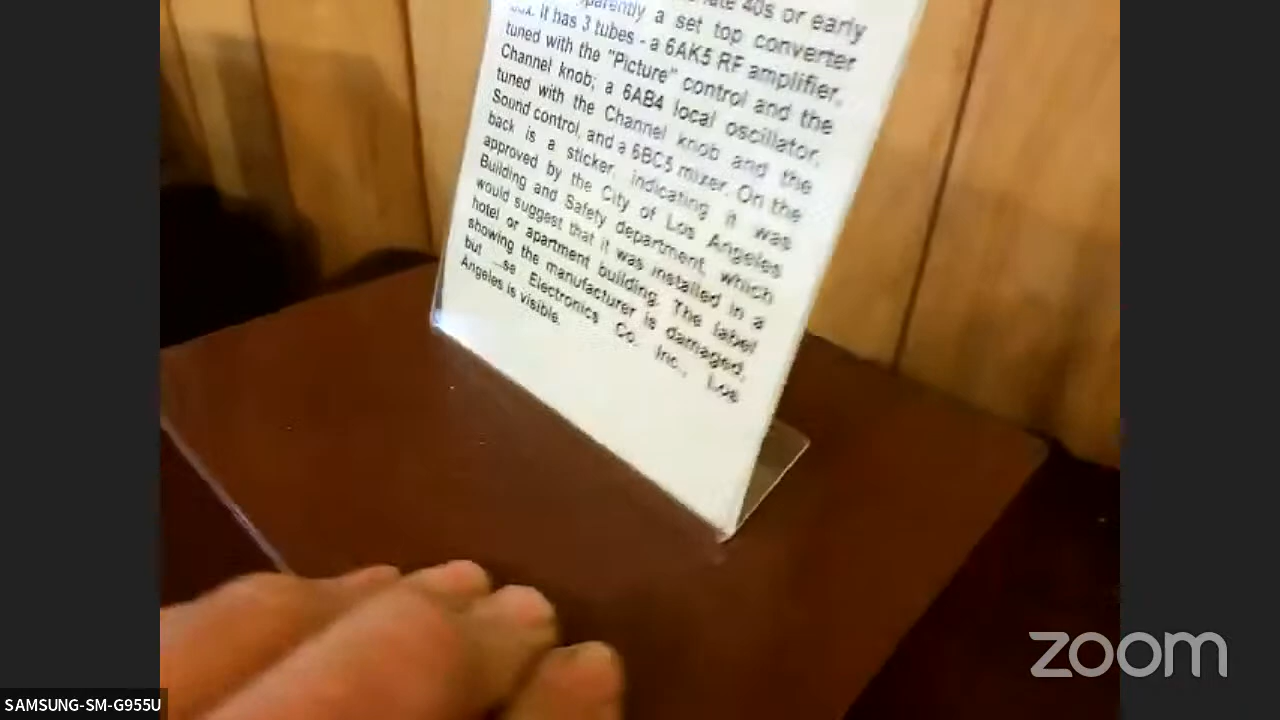 late 40s or early
apparently a set top converter
box. It has 3 tubes - a 6AK5 RF amplifier,
tuned with the "Picture" control and the
Channel knob; a 6AB4 local oscillator,
tuned with the Channel knob and the
Sound control, and a 6BC5 mixer. On the
back is a sticker, indicating it was
approved by the City of Los Angeles
Building and Safety department, which
would suggest that it was installed in a
hotel or apartment building. The label
showing the manufacturer is damaged,
but ...se Electronics Co. Inc., Los
Angeles is visible.
zoom
SAMSUNG-SM-G955U